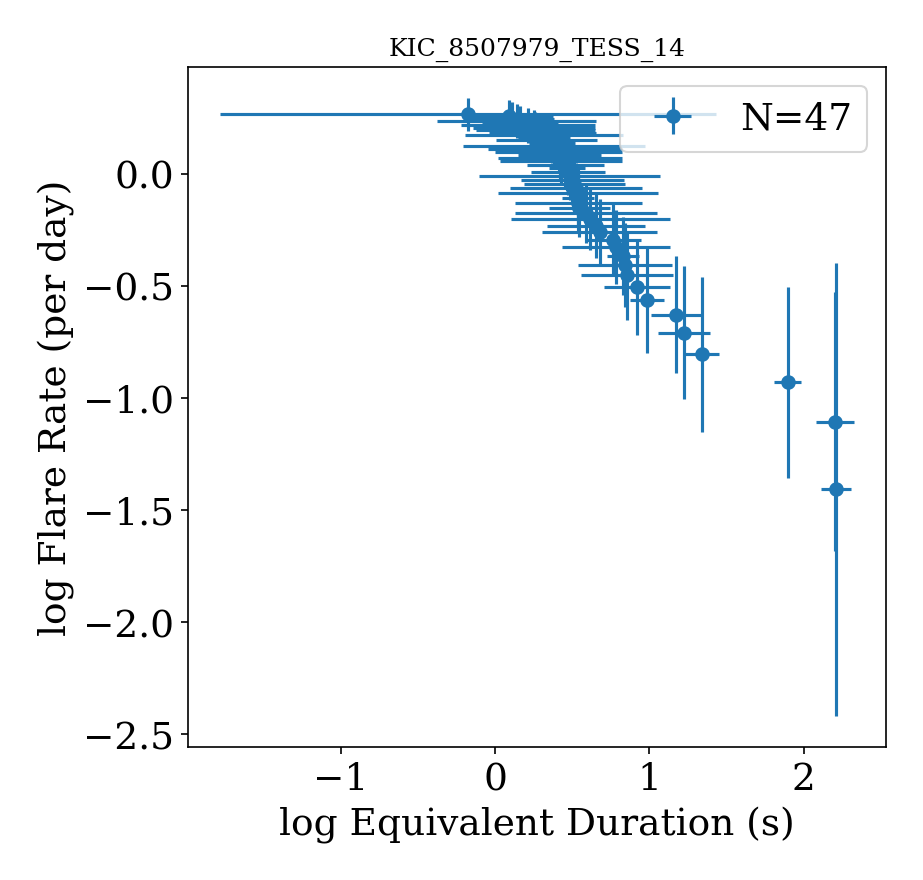 KIC_8507979_TESS_14
N=47
log Flare Rate (per day)
0.0
−0.5
−1.0
−1.5
−2.0
−2.5
−1 0 1 2
log Equivalent Duration (s)